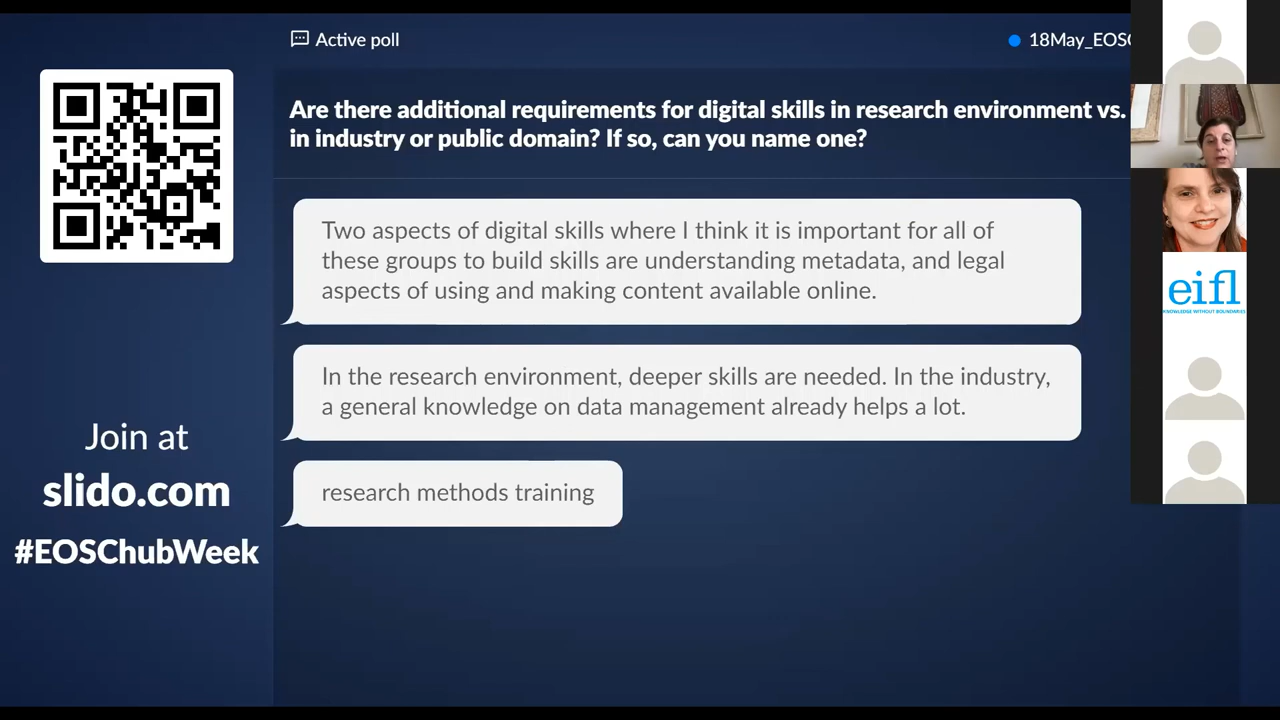 Active poll
18May_EOSC
Are there additional requirements for digital skills in research environment vs.
in industry or public domain? If so, can you name one?
Two aspects of digital skills where I think it is important for all of
these groups to build skills are understanding metadata, and legal
aspects of using and making content available online.
In the research environment, deeper skills are needed. In the industry,
a general knowledge on data management already helps a lot.
research methods training
Join at
slido.com
#EOSChubWeek
eifl
KNOWLEDGE WITHOUT BOUNDARIES